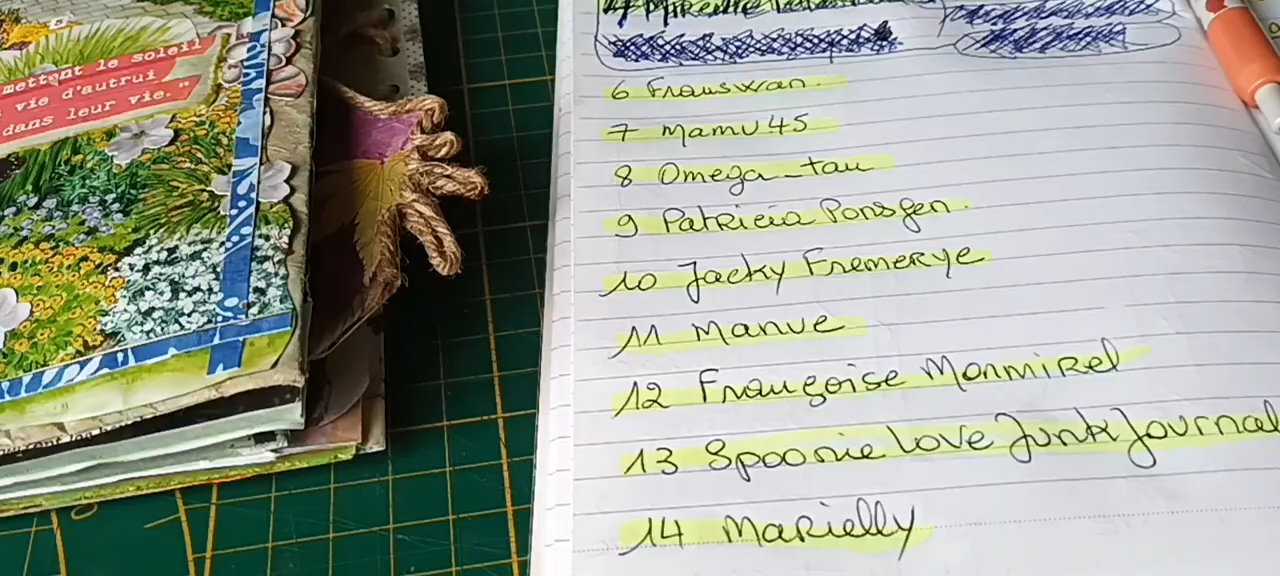 mettent le soleil
vie d'autrui
dans leur vie."
6 Franswan.
7 Mamu45
8 Omega_tau
9 Patricia Ponsgen.
10 Jacky Fremerye
11 Manue
12 Françoise Monmirel
13 Spoonie Love Junk Journal
14 Marielly